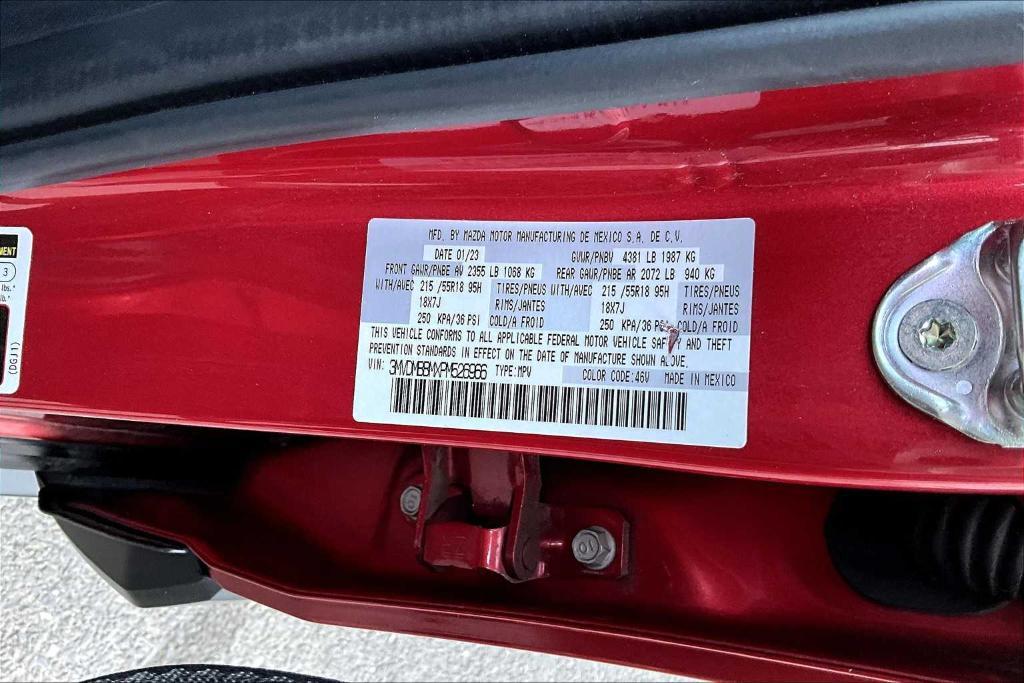 MFD. BY MAZDA MOTOR MANUFACTURING DE MEXICO S.A. DE C.V.
DATE 01/23 GVWR/PNBV 4381 LB 1987 KG
FRONT GAWR/PNBE AV 2355 LB 1068 KG REAR GAWR/PNBE AR 2072 LB 940 KG
WITH/AVEC 215 /55R18 95H TIRES/PNEUS WITH/AVEC 215 /55R18 95H TIRES/PNEUS
18X7J RIMS/JANTES 18X7J RIMS/JANTES
250 KPA/36 PSI COLD/A FROID 250 KPA/36 PSI COLD/A FROID
THIS VEHICLE CONFORMS TO ALL APPLICABLE FEDERAL MOTOR VEHICLE SAFETY AND THEFT
PREVENTION STANDARDS IN EFFECT ON THE DATE OF MANUFACTURE SHOWN ABOVE.
VIN: 3MVDMBBMXPM526966 TYPE:MPV COLOR CODE:46V MADE IN MEXICO
3
lbs.*
lb.*
(DGJ1)
10